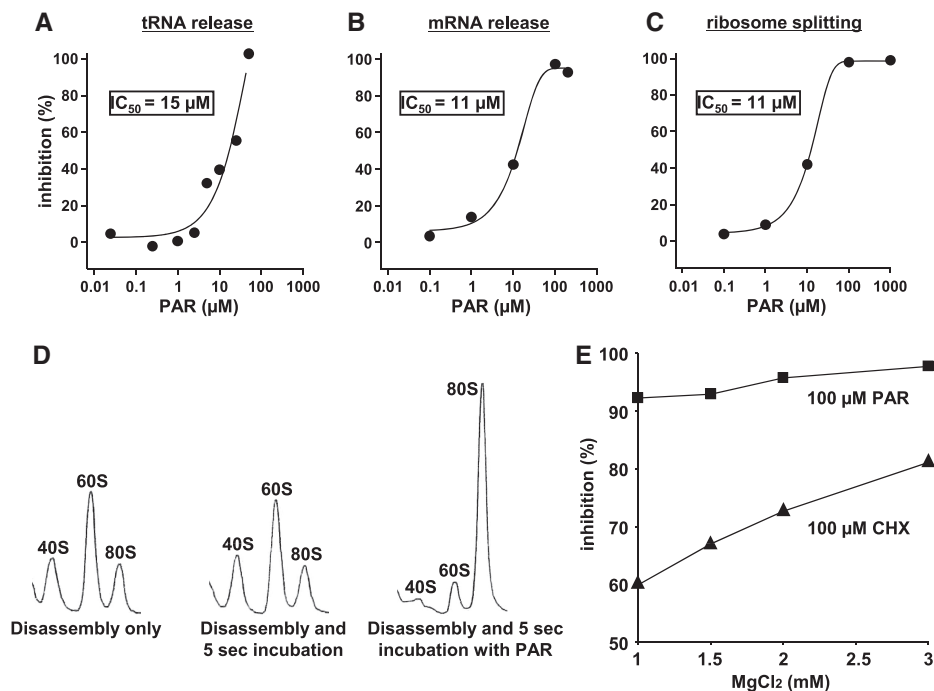 A
tRNA release
100
80
60
40
20
0
inhibition (%)
IC50 = 15 µM
0.01 0.1 1 10 100 1000
PAR (µM)
B
mRNA release
100
80
60
40
20
0
IC50 = 11 µM
0.01 0.1 1 10 100 1000
PAR (µM)
C
ribosome splitting
100
80
60
40
20
0
IC50 = 11 µM
0.01 0.1 1 10 100 1000
PAR (µM)
D
40S
60S
80S
Disassembly only
40S
60S
80S
Disassembly and
5 sec incubation
40S
60S
80S
Disassembly and 5 sec
incubation with PAR
E
100
90
80
70
60
50
inhibition (%)
100 µM PAR
100 µM CHX
1 1.5 2 2.5 3
MgCl2 (mM)